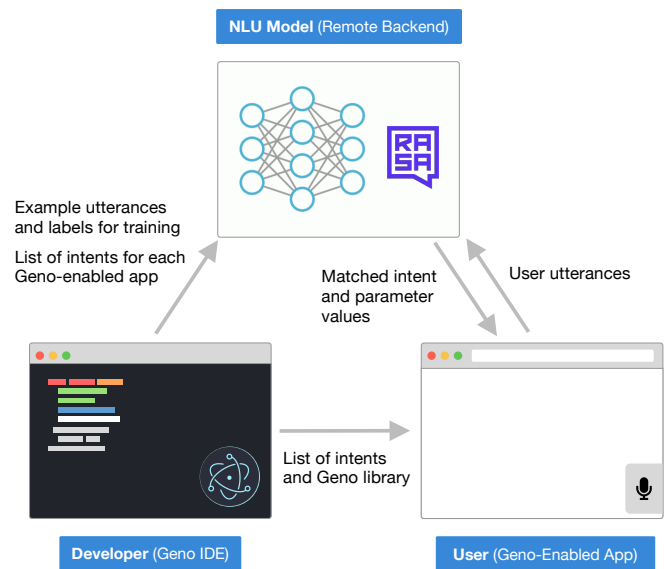 NLU Model (Remote Backend)
RASA
Example utterances
and labels for training
List of intents for each
Geno-enabled app
Matched intent
and parameter
values
User utterances
List of intents
and Geno library
Developer (Geno IDE)
User (Geno-Enabled App)